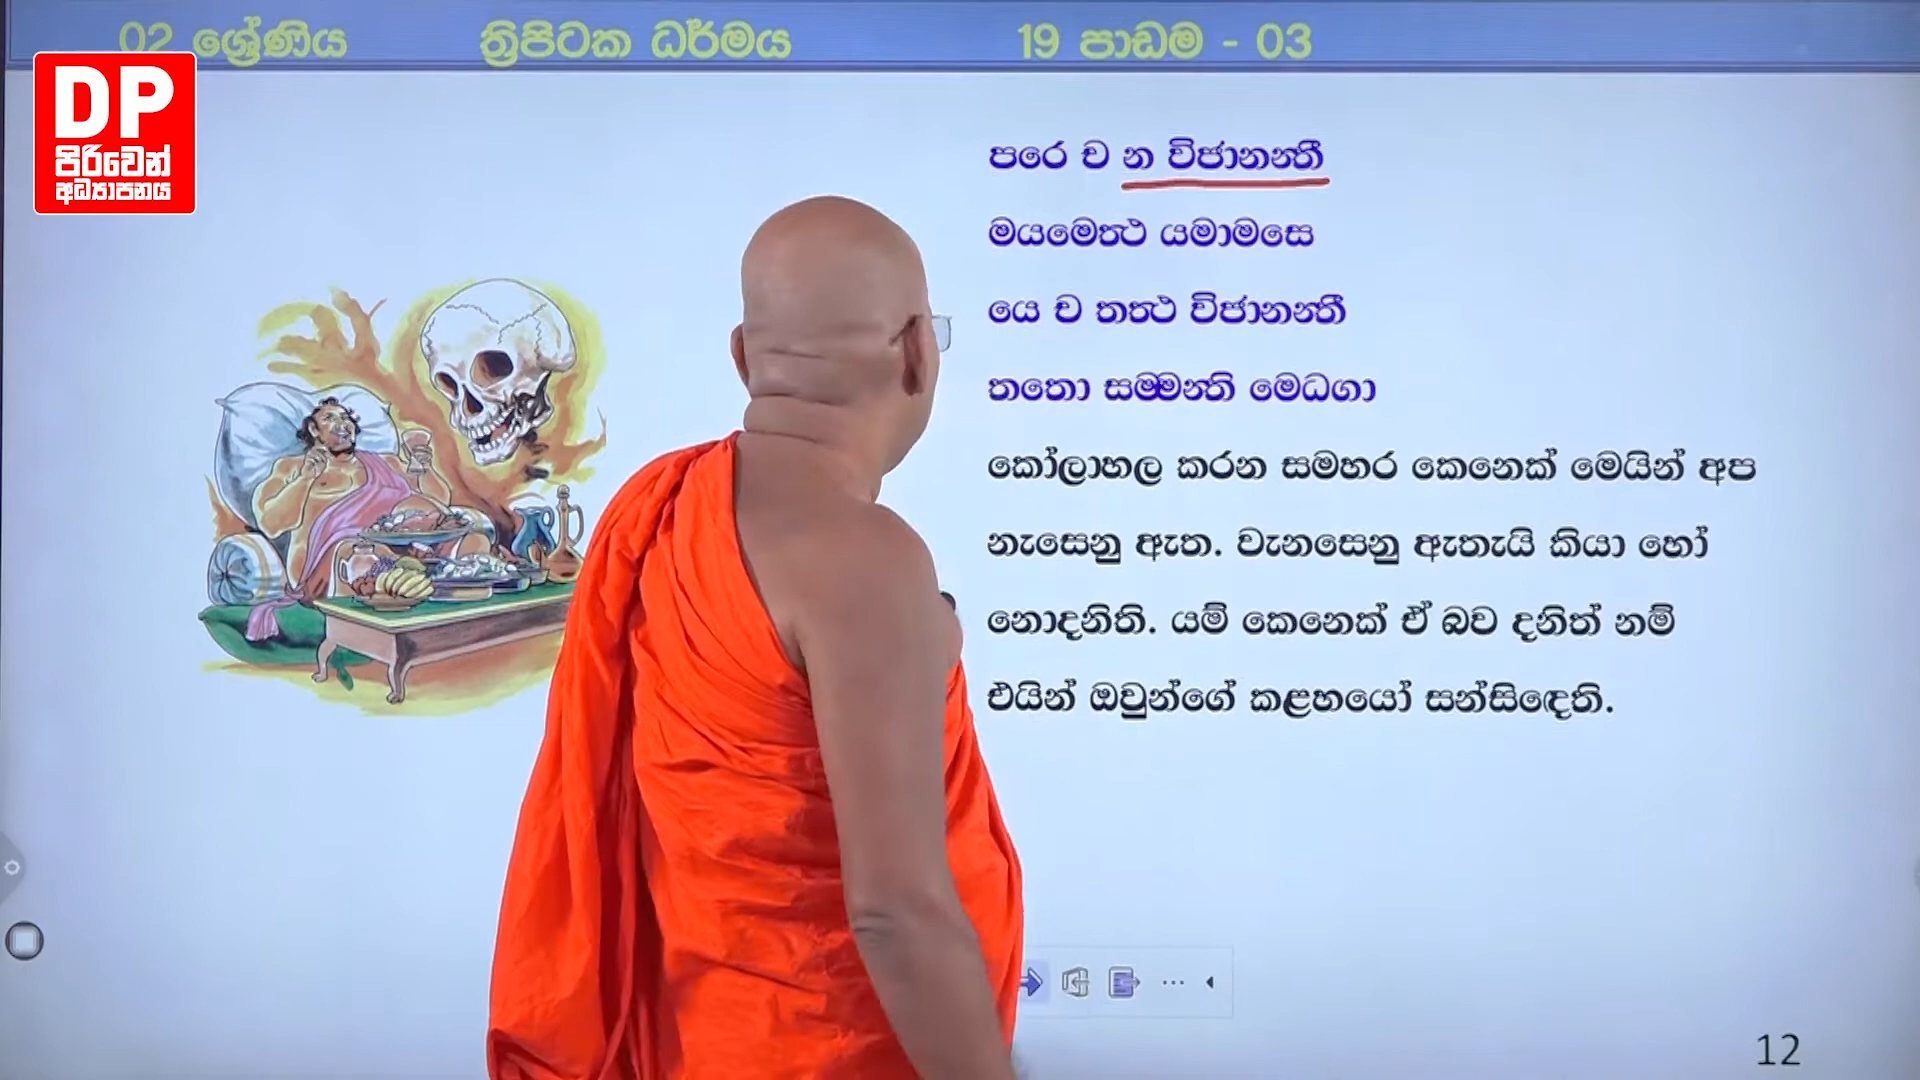 02 ශ්‍රේණිය ත්‍රිපිටක ධර්මය 19 පාඩම - 03
DP
පිරිවෙන්
අධ්‍යාපනය
පරෙ ච න විජානන්ති
මයමෙත්ථ යමාමසෙ
යෙ ච තත්ථ විජානන්ති
තතො සම්මන්ති මෙධගා
කෝලාහල කරන සමහර කෙනෙක් මෙයින් අප
නැසෙනු ඇත. වැනසෙනු ඇතැයි කියා හෝ
නොදනිති. යම් කෙනෙක් ඒ බව දනිත් නම්
එයින් ඔවුන්ගේ කළහයෝ සන්සිඳෙති.
12